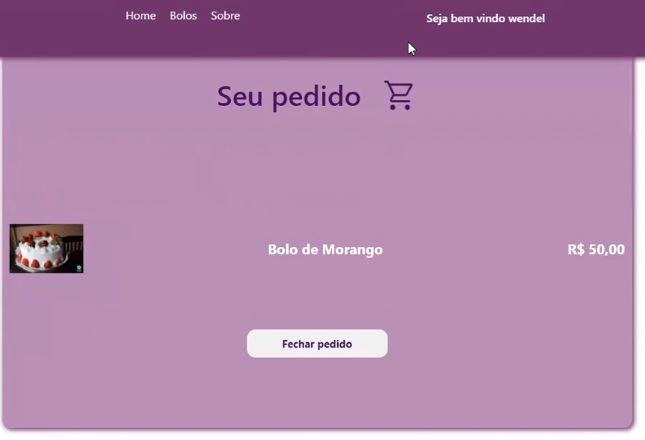 Home Bolos Sobre
Seja bem vindo wendel
Seu pedido
Bolo de Morango
R$ 50,00
Fechar pedido